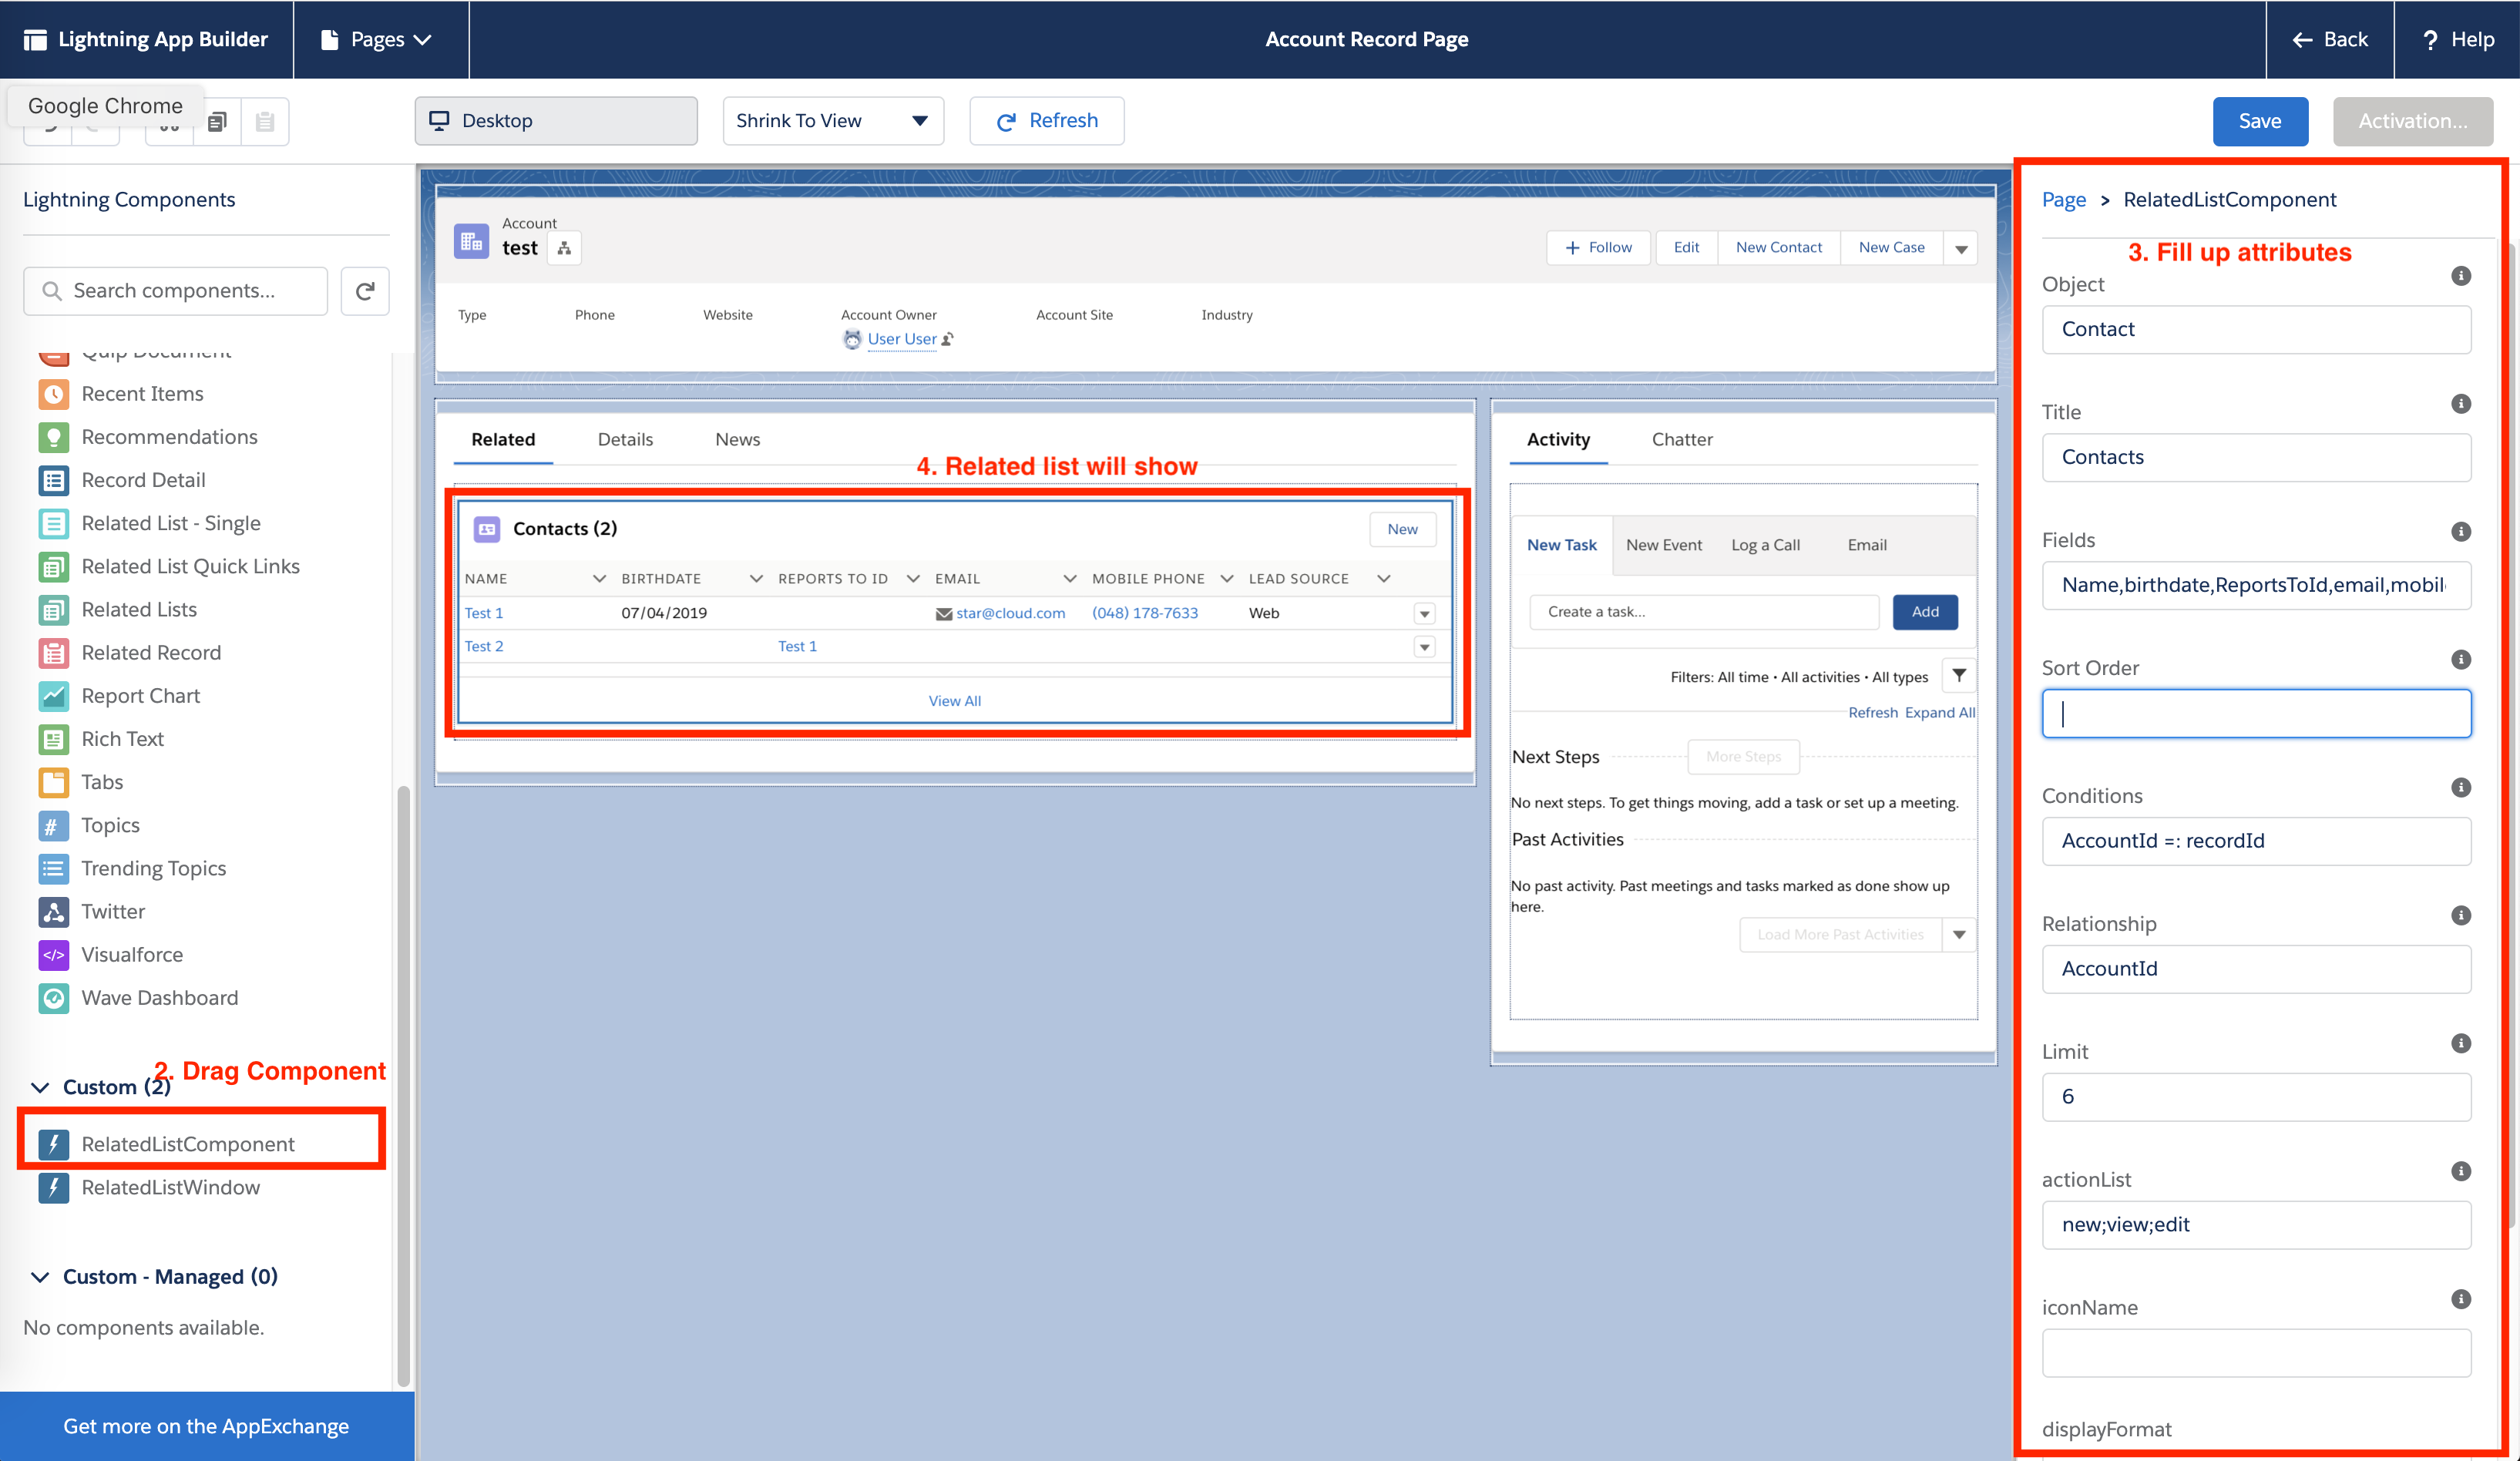 Lightning App Builder
Pages
Account Record Page
Back
? Help
Google Chrome
Desktop
Shrink To View
Refresh
Save
Activation...
Lightning Components
Search components...
Quip Document
Recent Items
Recommendations
Record Detail
Related List - Single
Related List Quick Links
Related Lists
Related Record
Report Chart
Rich Text
Tabs
# Topics
Trending Topics
Twitter
</> Visualforce
Wave Dashboard
2. Drag Component
Custom (2)
RelatedListComponent
RelatedListWindow
Custom - Managed (0)
No components available.
Get more on the AppExchange
Account
test
+ Follow
Edit
New Contact
New Case
Type
Phone
Website
Account Owner
Account Site
Industry
User User
Related
Details
News
4. Related list will show
Contacts (2)
New
NAME
BIRTHDATE
REPORTS TO ID
EMAIL
MOBILE PHONE
LEAD SOURCE
Test 1
07/04/2019
star@cloud.com
(048) 178-7633
Web
Test 2
Test 1
View All
Activity
Chatter
New Task
New Event
Log a Call
Email
Create a task...
Add
Filters: All time • All activities • All types
Refresh
Expand All
Next Steps
More Steps
No next steps. To get things moving, add a task or set up a meeting.
Past Activities
No past activity. Past meetings and tasks marked as done show up
here.
Load More Past Activities
Page > RelatedListComponent
3. Fill up attributes
Object
Contact
Title
Contacts
Fields
Name,birthdate,ReportsToId,email,mobil
Sort Order
Conditions
AccountId =: recordId
Relationship
AccountId
Limit
6
actionList
new;view;edit
iconName
displayFormat